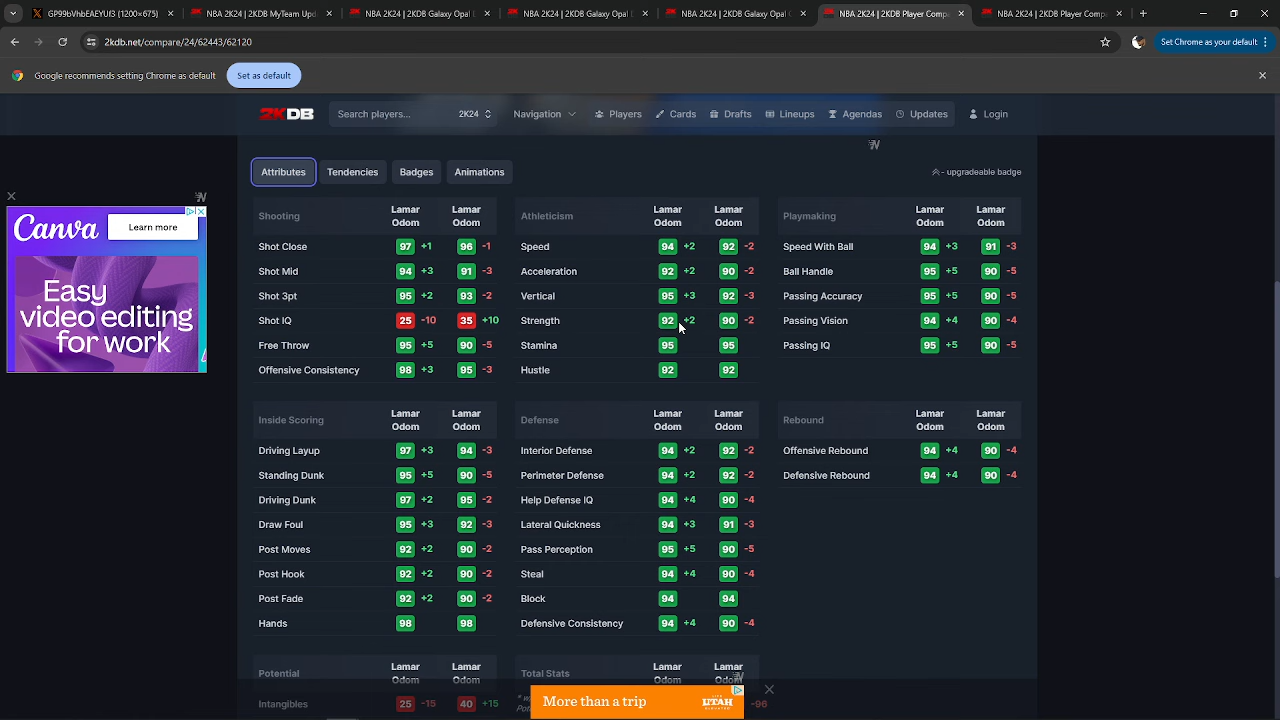 GP99bVhbEAEYUf3 (1200×675)
NBA 2K24 | 2KDB MyTeam Upd
NBA 2K24 | 2KDB Galaxy Opal L
NBA 2K24 | 2KDB Galaxy Opal D
NBA 2K24 | 2KDB Galaxy Opal E
NBA 2K24 | 2KDB Player Comp
NBA 2K24 | 2KDB Player Comp
2kdb.net/compare/24/62443/62120
Set Chrome as your default
Google recommends setting Chrome as default
Set as default
2KDB
Search players...
2K24
Navigation
Players
Cards
Drafts
Lineups
Agendas
Updates
Login
Attributes
Tendencies
Badges
Animations
- upgradeable badge
Canva
Learn more
Easy
video editing
for work
Shooting Lamar Odom Lamar Odom
Shot Close 97 +1 96 -1
Shot Mid 94 +3 91 -3
Shot 3pt 95 +2 93 -2
Shot IQ 25 -10 35 +10
Free Throw 95 +5 90 -5
Offensive Consistency 98 +3 95 -3
Athleticism Lamar Odom Lamar Odom
Speed 94 +2 92 -2
Acceleration 92 +2 90 -2
Vertical 95 +3 92 -3
Strength 92 +2 90 -2
Stamina 95 95
Hustle 92 92
Playmaking Lamar Odom Lamar Odom
Speed With Ball 94 +3 91 -3
Ball Handle 95 +5 90 -5
Passing Accuracy 95 +5 90 -5
Passing Vision 94 +4 90 -4
Passing IQ 95 +5 90 -5
Inside Scoring Lamar Odom Lamar Odom
Driving Layup 97 +3 94 -3
Standing Dunk 95 +5 90 -5
Driving Dunk 97 +2 95 -2
Draw Foul 95 +3 92 -3
Post Moves 92 +2 90 -2
Post Hook 92 +2 90 -2
Post Fade 92 +2 90 -2
Hands 98 98
Defense Lamar Odom Lamar Odom
Interior Defense 94 +2 92 -2
Perimeter Defense 94 +2 92 -2
Help Defense IQ 94 +4 90 -4
Lateral Quickness 94 +3 91 -3
Pass Perception 95 +5 90 -5
Steal 94 +4 90 -4
Block 94 94
Defensive Consistency 94 +4 90 -4
Rebound Lamar Odom Lamar Odom
Offensive Rebound 94 +4 90 -4
Defensive Rebound 94 +4 90 -4
Potential Lamar Odom Lamar Odom
Intangibles 25 -15 40 +15
Total Stats Lamar Odom Lamar Odom
-96
More than a trip
UTAH